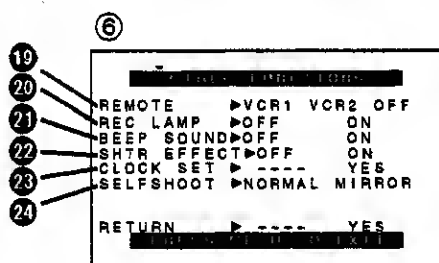 ⑥
19 REMOTE ▶VCR1 VCR2 OFF
20 REC LAMP ▶OFF ON
21 BEEP SOUND▶OFF ON
22 SHTR EFFECT▶OFF ON
23 CLOCK SET ▶ ---- YES
24 SELFSHOOT ▶NORMAL MIRROR
RETURN ▶ ---- YES